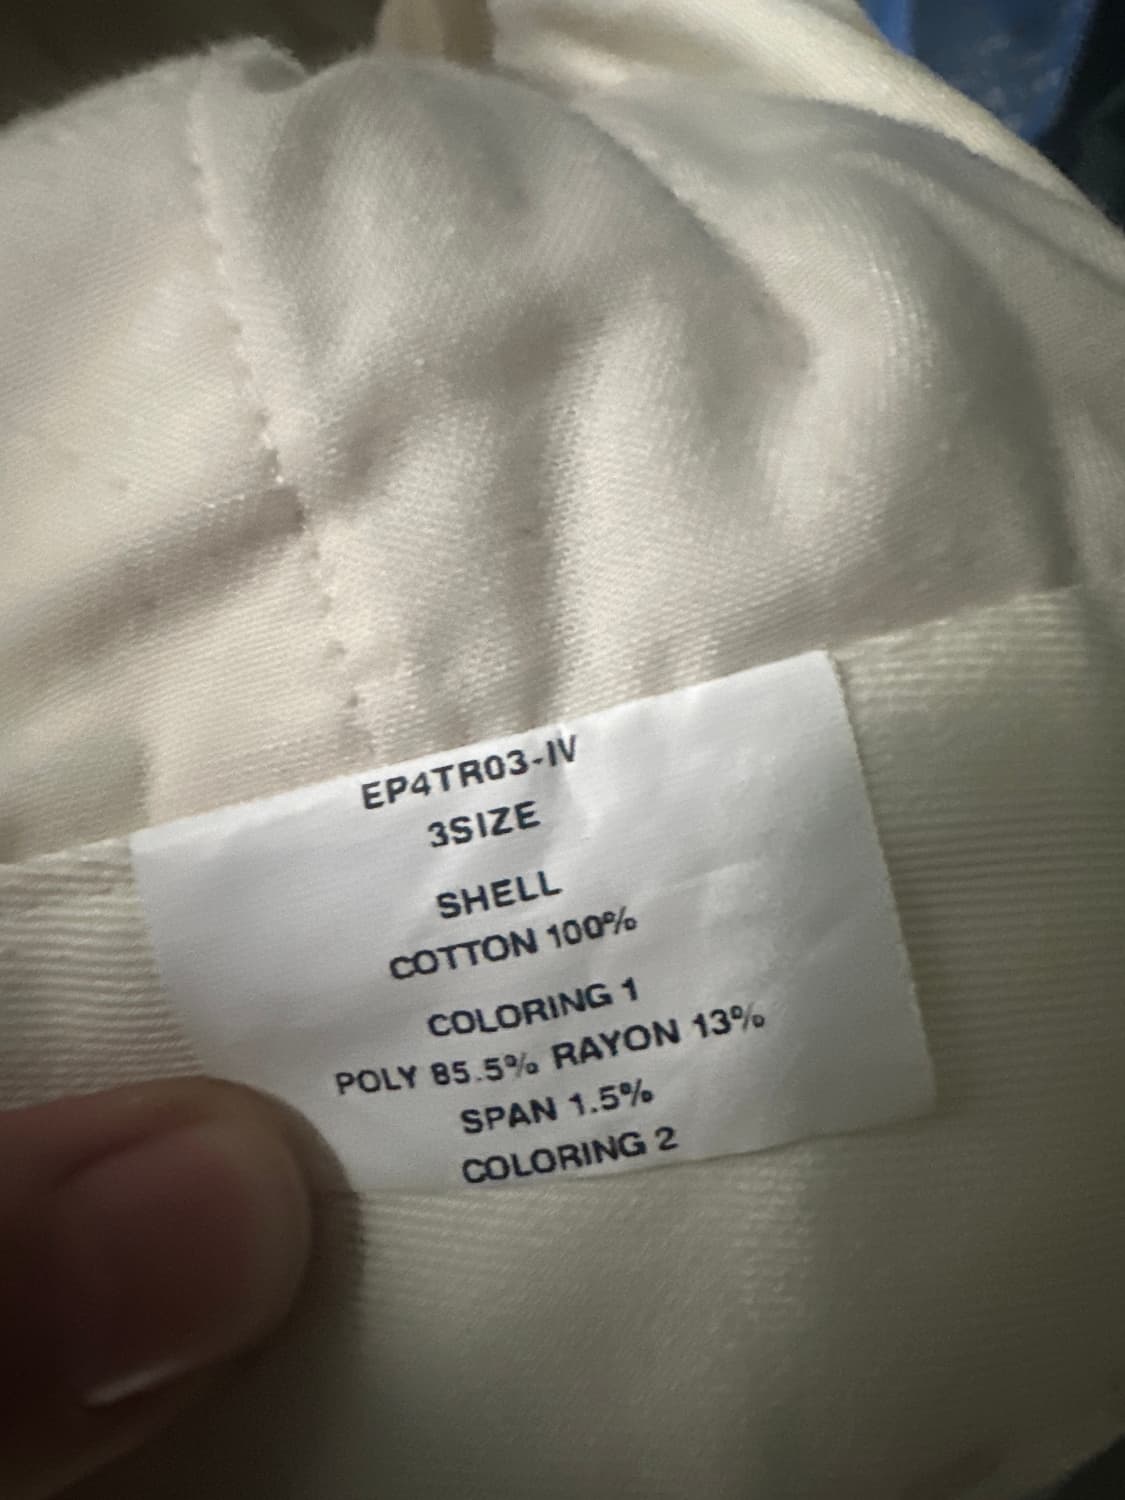 EP4TR03-IV
3SIZE
SHELL
COTTON 100%
COLORING 1
POLY 85.5% RAYON 13%
SPAN 1.5%
COLORING 2